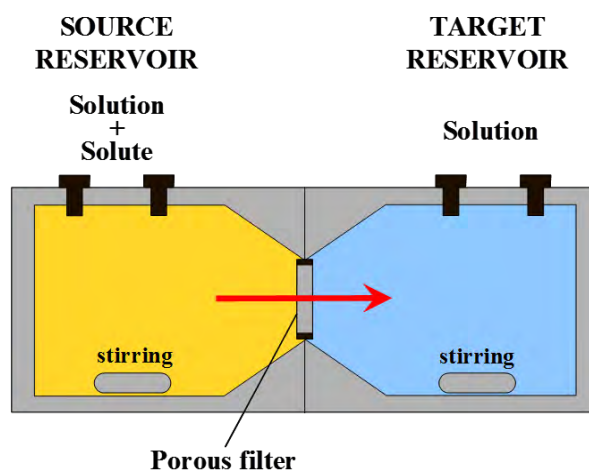 SOURCE
RESERVOIR
Solution
+
Solute
TARGET
RESERVOIR
Solution
stirring
stirring
Porous filter